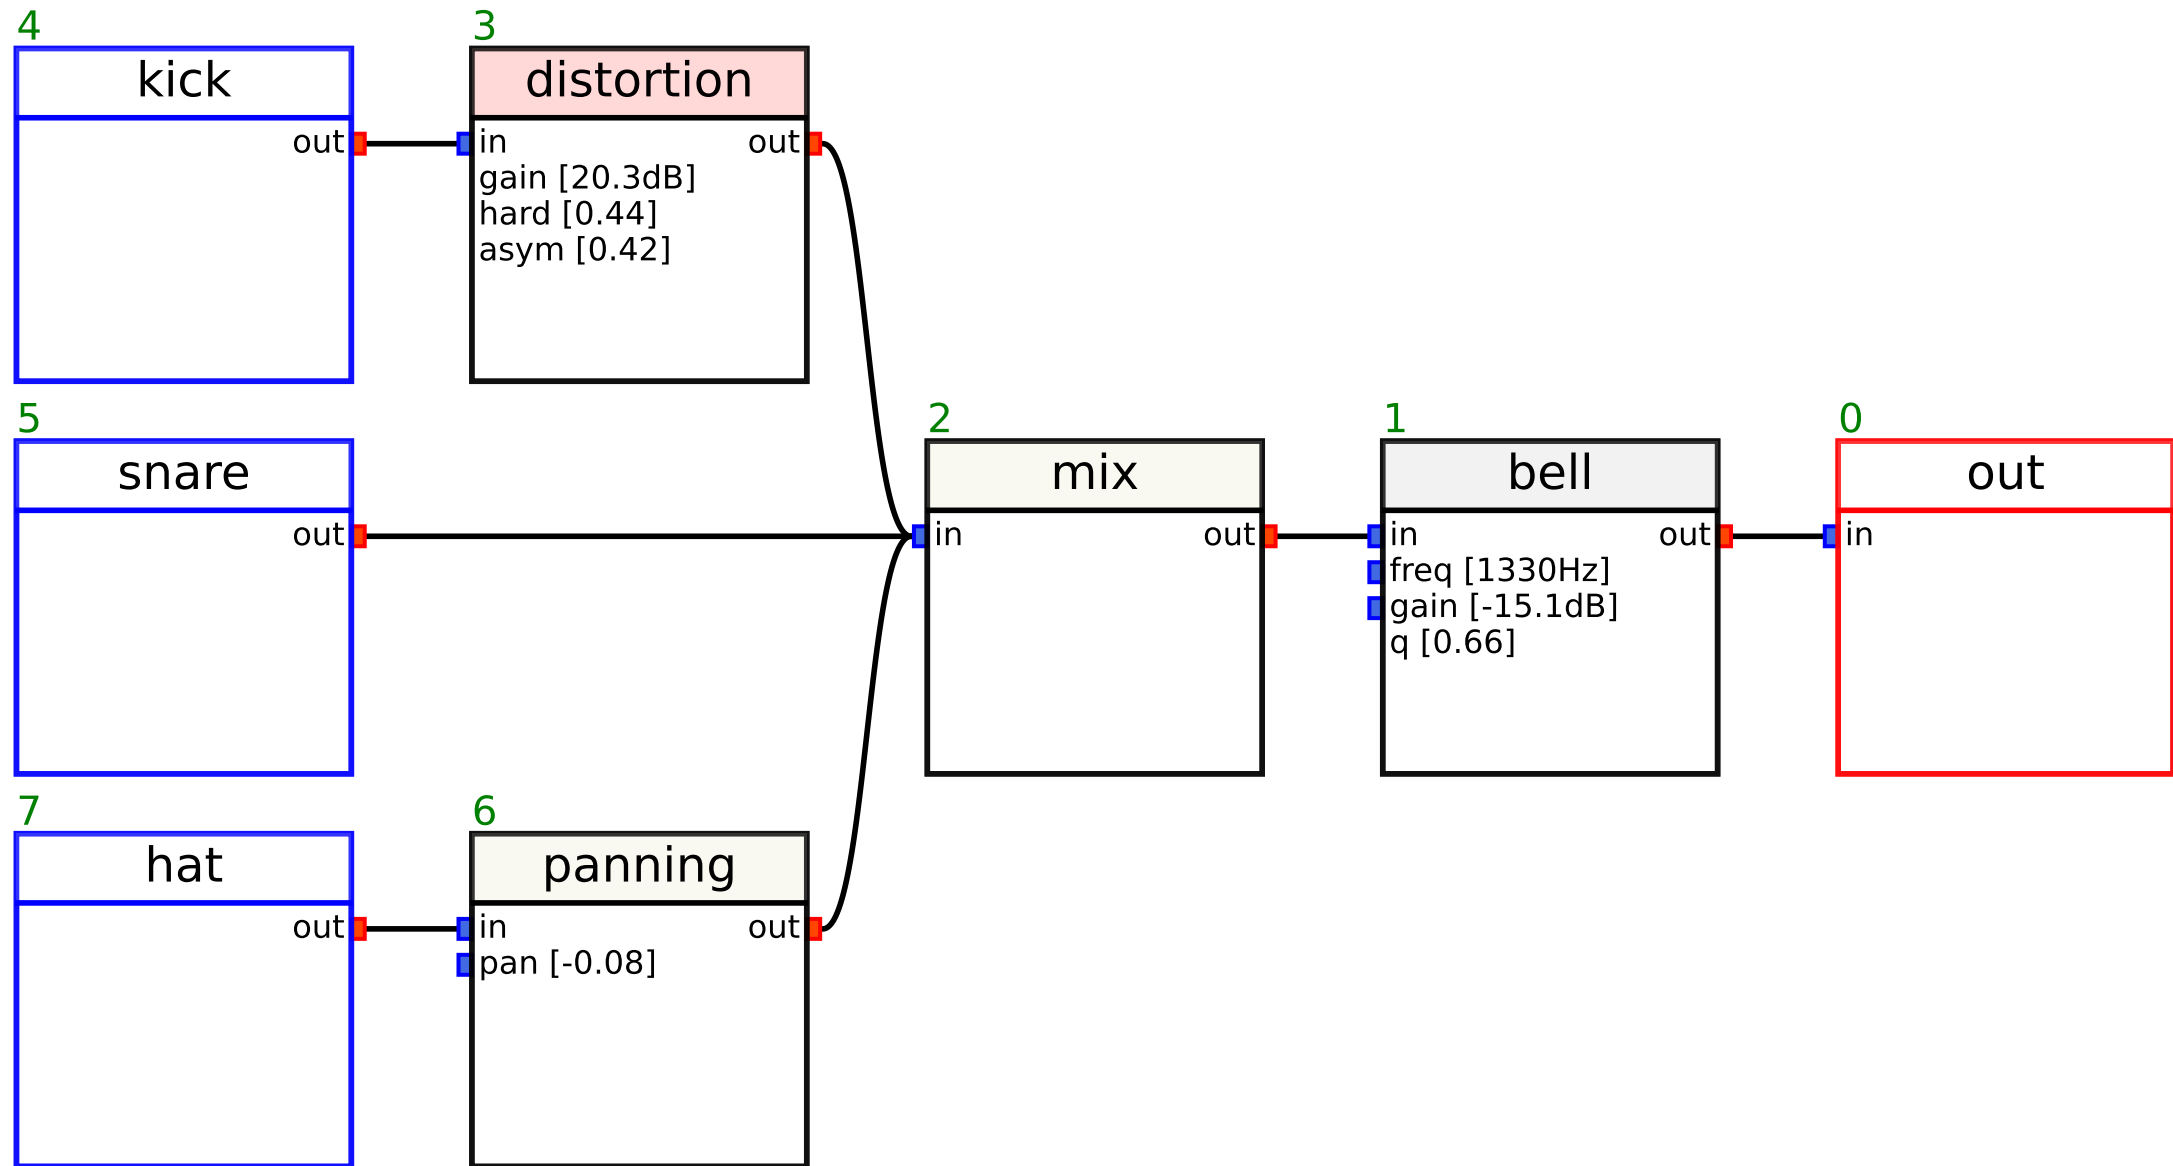 4
kick
out
3
distortion
in
out
gain [20.3dB]
hard [0.44]
asym [0.42]
5
snare
out
2
mix
in
out
1
bell
in
out
freq [1330Hz]
gain [-15.1dB]
q [0.66]
0
out
in
7
hat
out
6
panning
in
out
pan [-0.08]